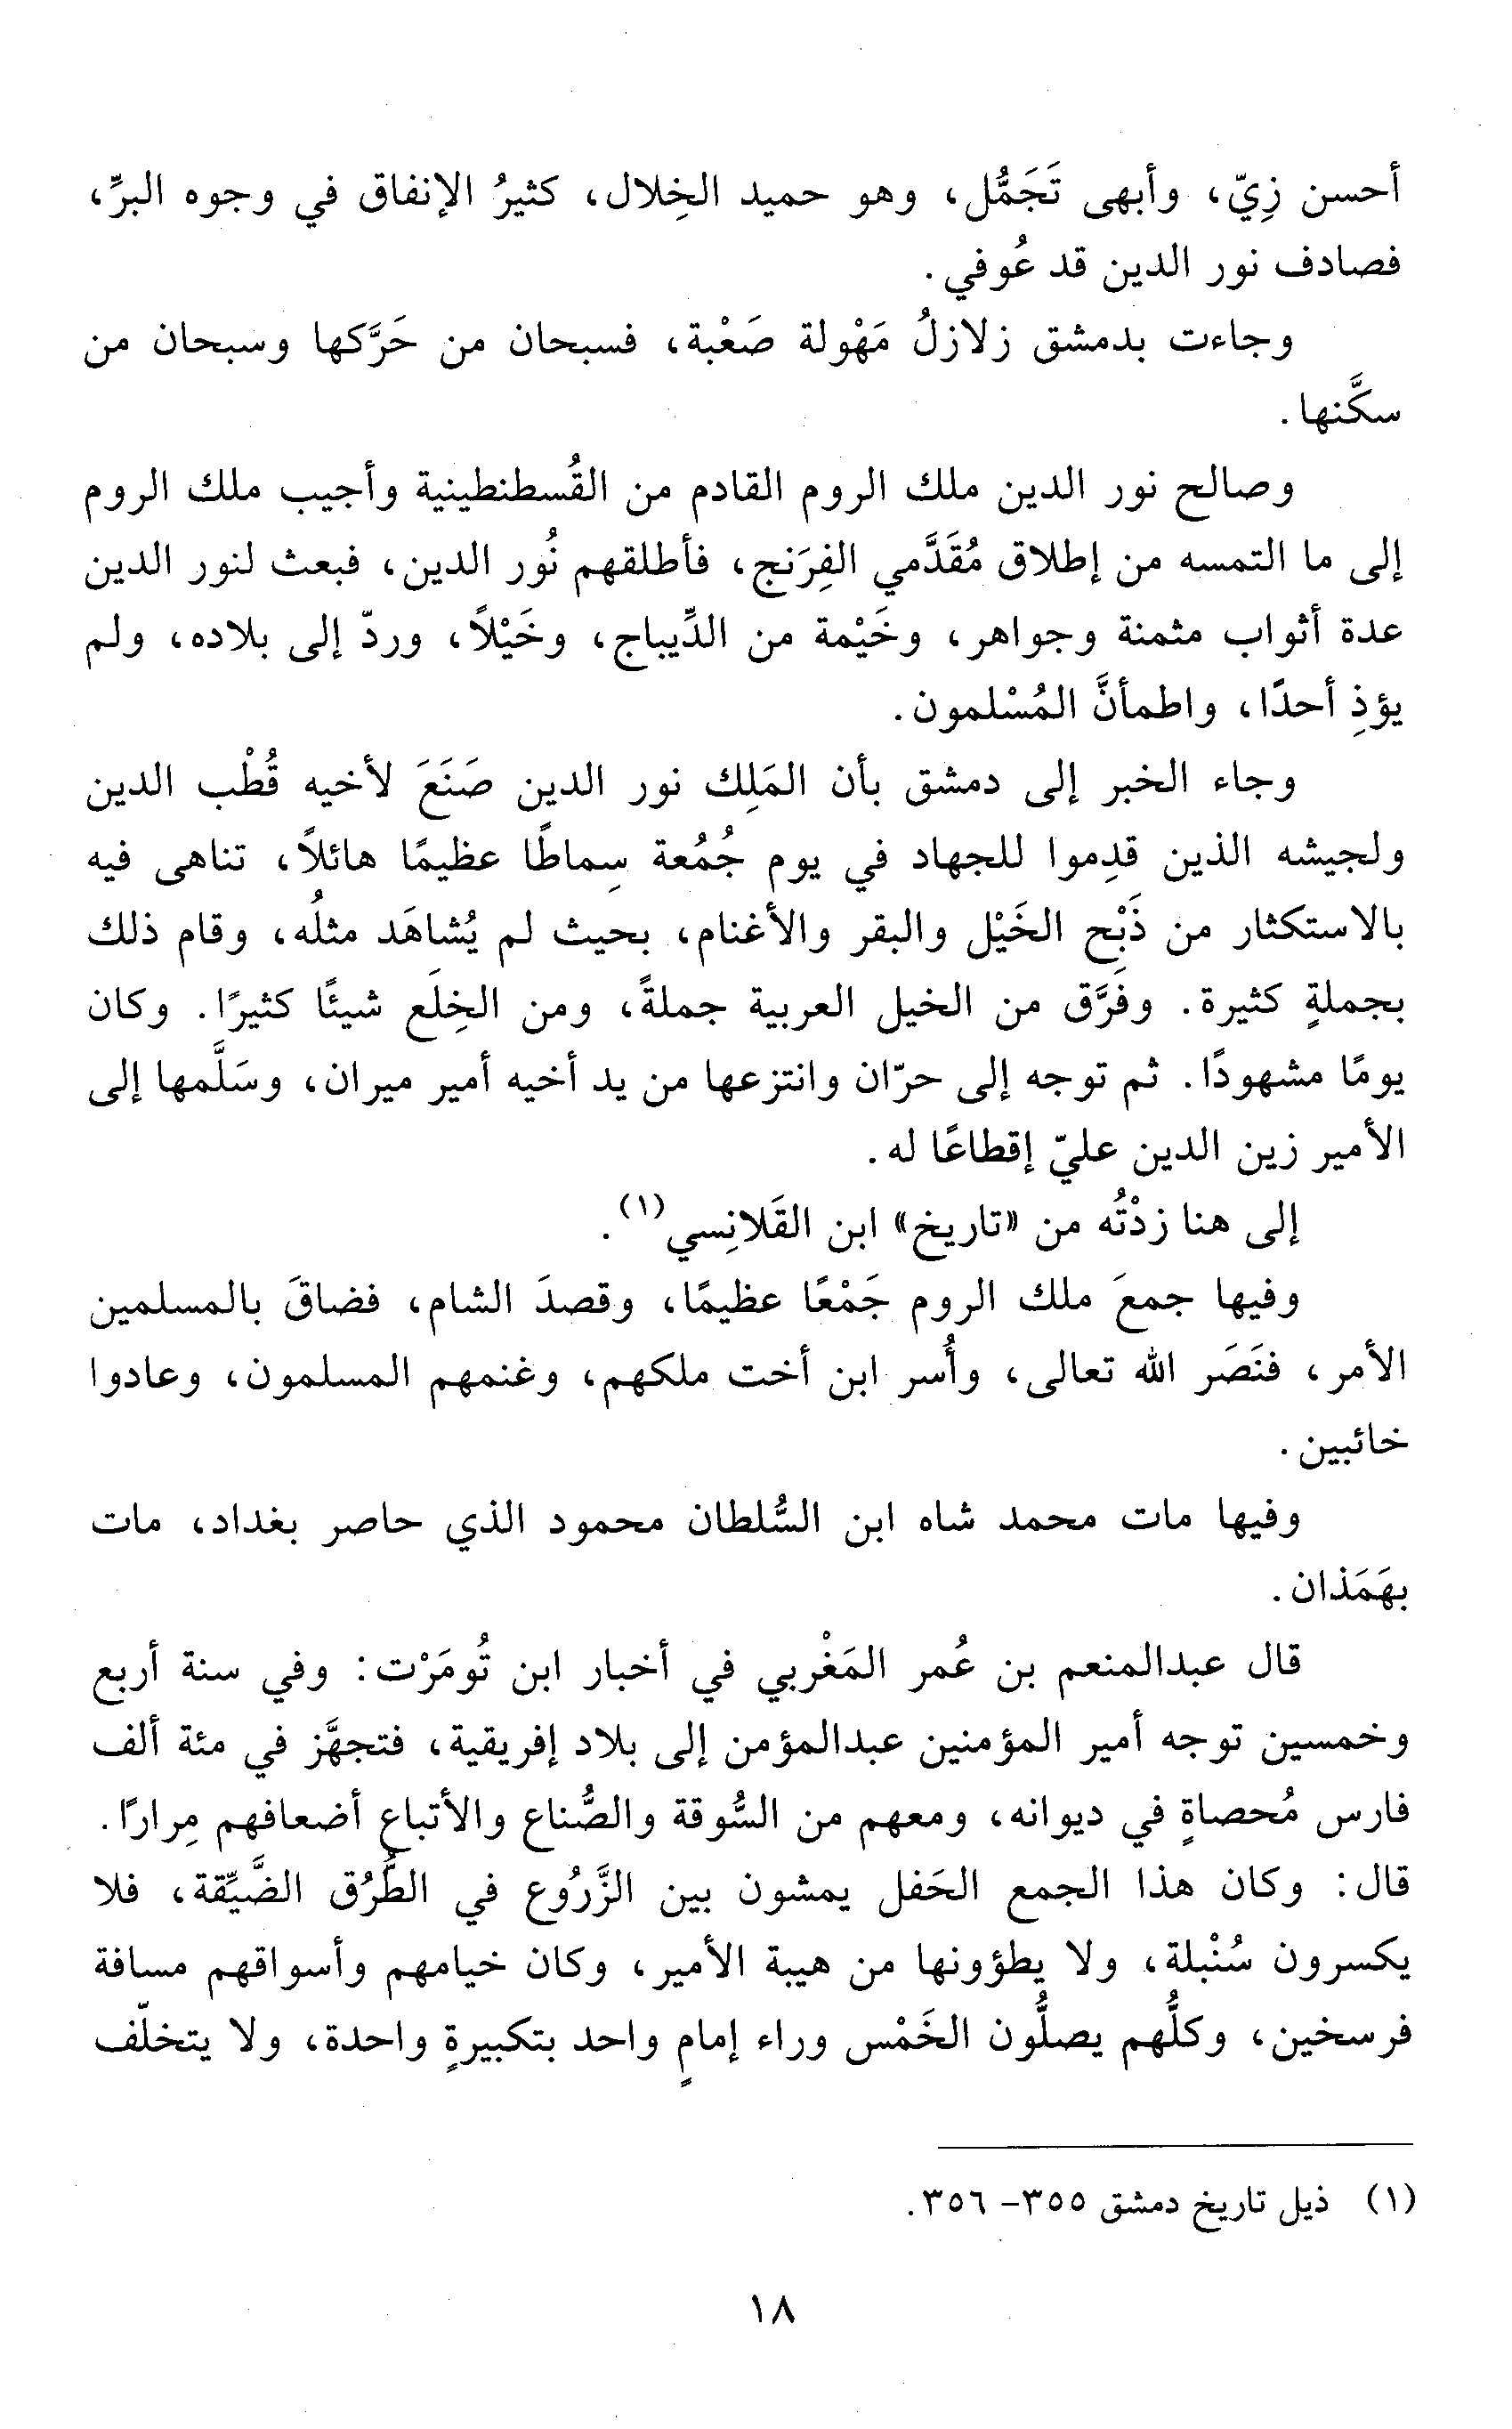 أحسن زِيّ، وأبهى تَجَمُّل، وهو حميد الخِلال، كثيرُ الإنفاق في وجوه البرِّ،
فصادف نور الدين قد عُوفي.
وجاءت بدمشق زلازلُ مَهْولة صَعْبة، فسبحان من حَرَّكها وسبحان من
سكَّنها.
وصالح نور الدين ملك الروم القادم من القُسطنطينية وأجيب ملك الروم
إلى ما التمسه من إطلاق مُقَدَّمي الفِرَنج، فأطلقهم نُور الدين، فبعث لنور الدين
عدة أثواب مثمنة وجواهر، وخَيْمة من الدِّيباج، وخَيْلاً، وردّ إلى بلاده، ولم
يؤذِ أحدًا، واطمأنَّ المُسْلمون.
وجاء الخبر إلى دمشق بأن المَلِك نور الدين صَنَعَ لأخيه قُطْب الدين
ولجيشه الذين قدِموا للجهاد في يوم جُمُعة سِماطًا عظيمًا هائلاً، تناهى فيه
بالاستكثار من ذَبْح الخَيْل والبقر والأغنام، بحيث لم يُشاهَد مثلُه، وقام ذلك
بجملةٍ كثيرة. وفَرَّق من الخيل العربية جملةً، ومن الخِلَع شيئًا كثيرًا. وكان
يومًا مشهودًا. ثم توجه إلى حرّان وانتزعها من يد أخيه أمير ميران، وسَلَّمها إلى
الأمير زين الدين عليّ إقطاعًا له.
إلى هنا زدْتُه من «تاريخ» ابن القَلانِسي(١).
وفيها جمعَ ملك الروم جَمْعًا عظيمًا، وقصدَ الشام، فضاقَ بالمسلمين
الأمر، فنَصَر الله تعالى، وأُسر ابن أخت ملكهم، وغنمهم المسلمون، وعادوا
خائبين.
وفيها مات محمد شاه ابن السُّلطان محمود الذي حاصر بغداد، مات
بهَمَذان.
قال عبدالمنعم بن عُمر المَغْربي في أخبار ابن تُومَرْت: وفي سنة أربع
وخمسين توجه أمير المؤمنين عبدالمؤمن إلى بلاد إفريقية، فتجهَّز في مئة ألف
فارس مُحصاةٍ في ديوانه، ومعهم من السُّوقة والصُّناع والأتباع أضعافهم مِرارًا.
قال: وكان هذا الجمع الحَفل يمشون بين الزَّرُوع في الطُّرُق الضَّيِّقة، فلا
يكسرون سُنْبلة، ولا يطؤونها من هيبة الأمير، وكان خيامهم وأسواقهم مسافة
فرسخين، وكلُّهم يصلُّون الخَمْس وراء إمامٍ واحد بتكبيرةٍ واحدة، ولا يتخلّف
(١) ذيل تاريخ دمشق ٣٥٥- ٣٥٦.
١٨